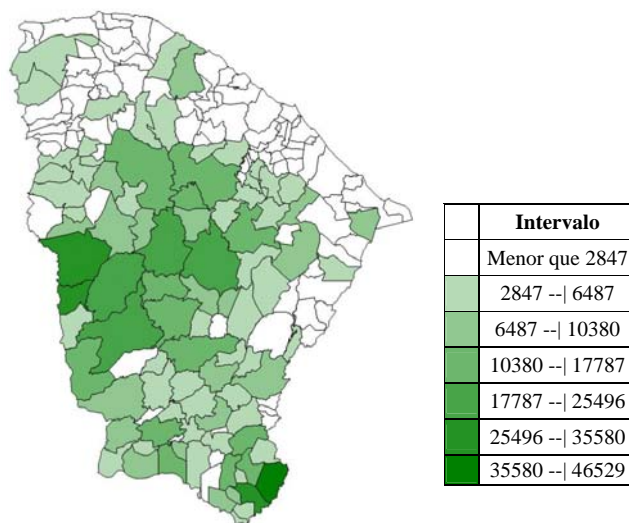 Intervalo
Menor que 2847
2847 --| 6487
6487 --| 10380
10380 --| 17787
17787 --| 25496
25496 --| 35580
35580 --| 46529